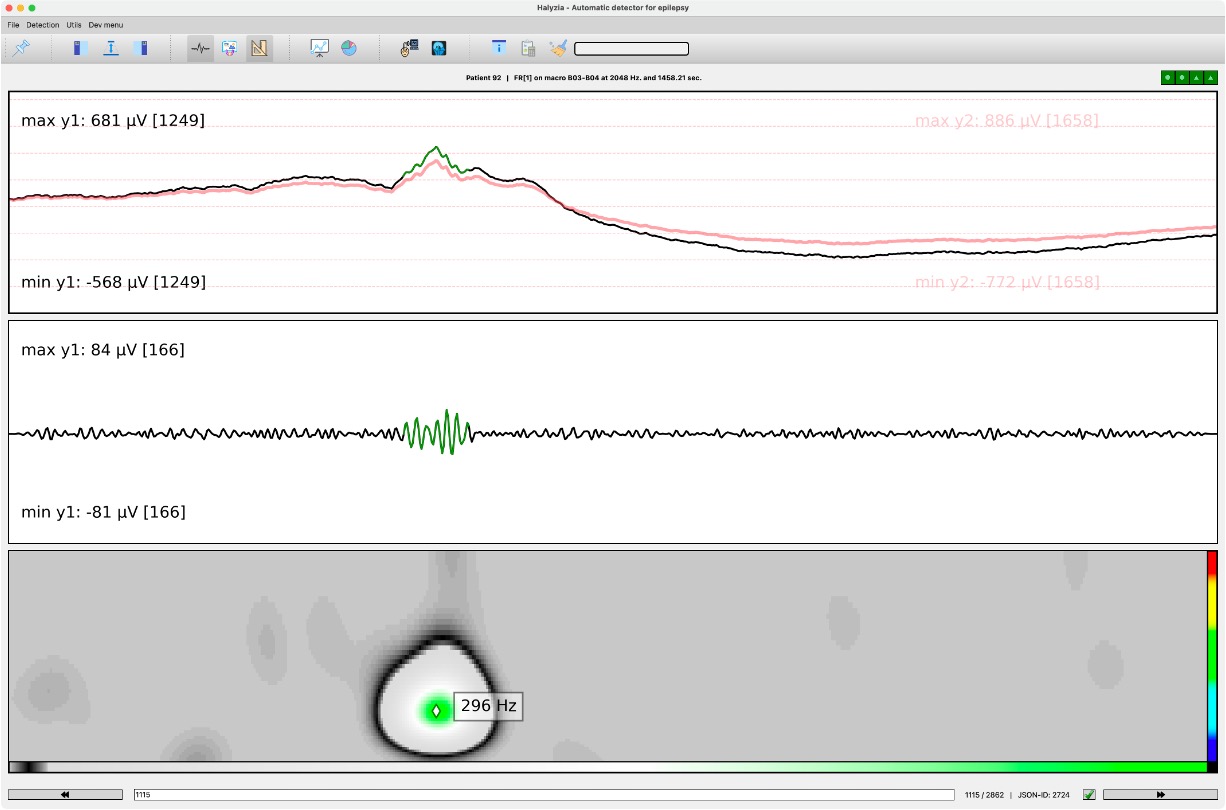 Halyzia - Automatic detector for epilepsy
File Detection Utils Dev menu
Patient 92 | FR[1] on macro B03-B04 at 2048 Hz. and 1458.21 sec.
max y1: 681 µV [1249] max y2: 886 µV [1658]
min y1: -568 µV [1249] min y2: -772 µV [1658]
max y1: 84 µV [166]
min y1: -81 µV [166]
296 Hz
1115 1115 / 2862 | JSON-ID: 2724